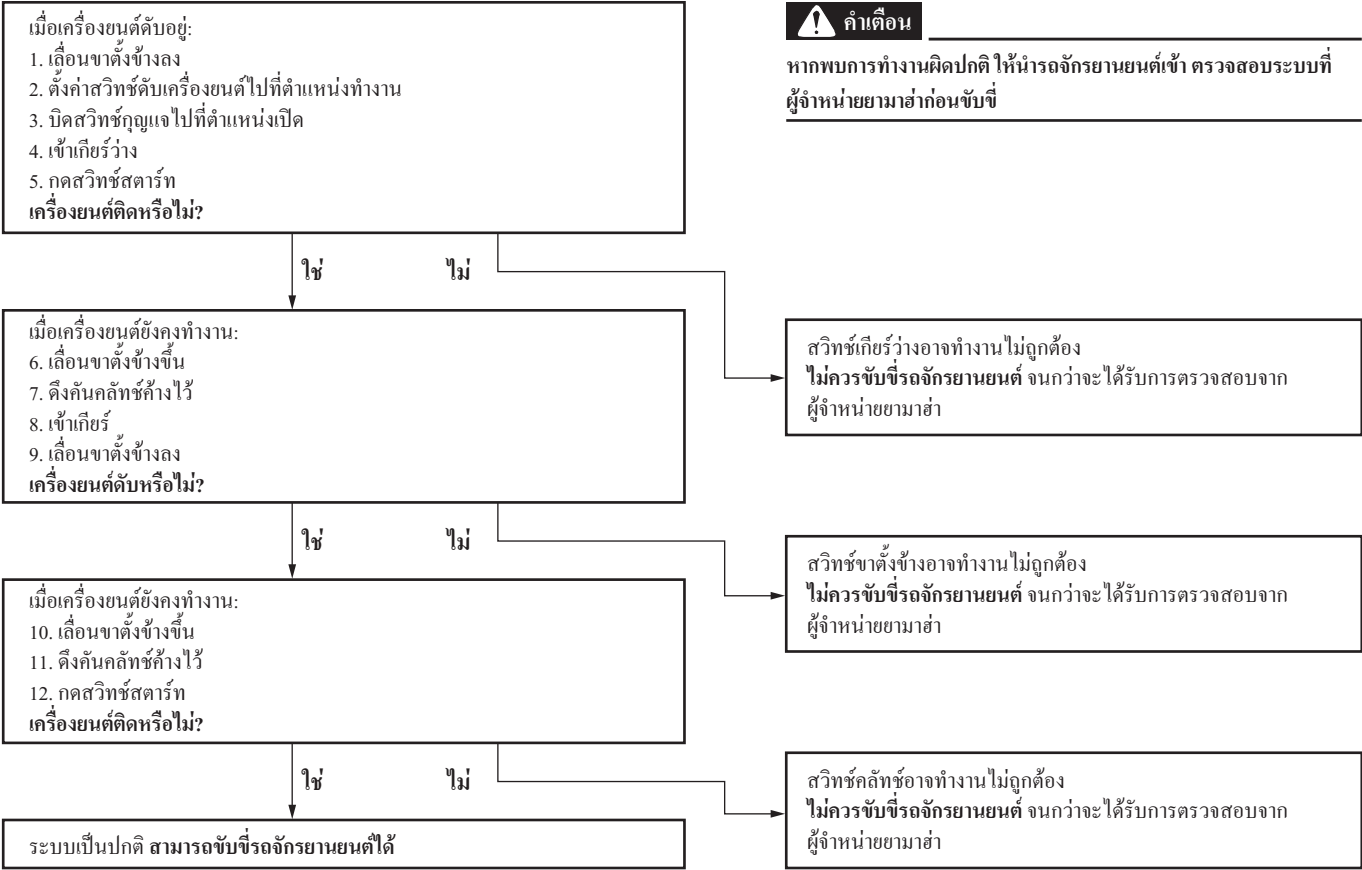 เมื่อเครื่องยนต์ดับอยู่:
1. เลื่อนขาตั้งข้างลง
2. ตั้งค่าสวิทช์ดับเครื่องยนต์ไปที่ตำแหน่งทำงาน
3. บิดสวิทช์กุญแจไปที่ตำแหน่งเปิด
4. เข้าเกียร์ว่าง
5. กดสวิทช์สตาร์ท
เครื่องยนต์ติดหรือไม่?
คำเตือน
หากพบการทำงานผิดปกติ ให้นำรถจักรยานยนต์เข้า ตรวจสอบระบบที่
ผู้จำหน่ายยามาฮ่าก่อนขับขี่
ใช่
ไม่
เมื่อเครื่องยนต์ยังคงทำงาน:
6. เลื่อนขาตั้งข้างขึ้น
7. ดึงคันคลัทช์ค้างไว้
8. เข้าเกียร์
9. เลื่อนขาตั้งข้างลง
เครื่องยนต์ดับหรือไม่?
สวิทช์เกียร์ว่างอาจทำงานไม่ถูกต้อง
ไม่ควรขับขี่รถจักรยานยนต์ จนกว่าจะได้รับการตรวจสอบจาก
ผู้จำหน่ายยามาฮ่า
ใช่
ไม่
เมื่อเครื่องยนต์ยังคงทำงาน:
10. เลื่อนขาตั้งข้างขึ้น
11. ดึงคันคลัทช์ค้างไว้
12. กดสวิทช์สตาร์ท
เครื่องยนต์ติดหรือไม่?
สวิทช์ขาตั้งข้างอาจทำงานไม่ถูกต้อง
ไม่ควรขับขี่รถจักรยานยนต์ จนกว่าจะได้รับการตรวจสอบจาก
ผู้จำหน่ายยามาฮ่า
ใช่
ไม่
ระบบเป็นปกติ สามารถขับขี่รถจักรยานยนต์ได้
สวิทช์คลัทช์อาจทำงานไม่ถูกต้อง
ไม่ควรขับขี่รถจักรยานยนต์ จนกว่าจะได้รับการตรวจสอบจาก
ผู้จำหน่ายยามาฮ่า